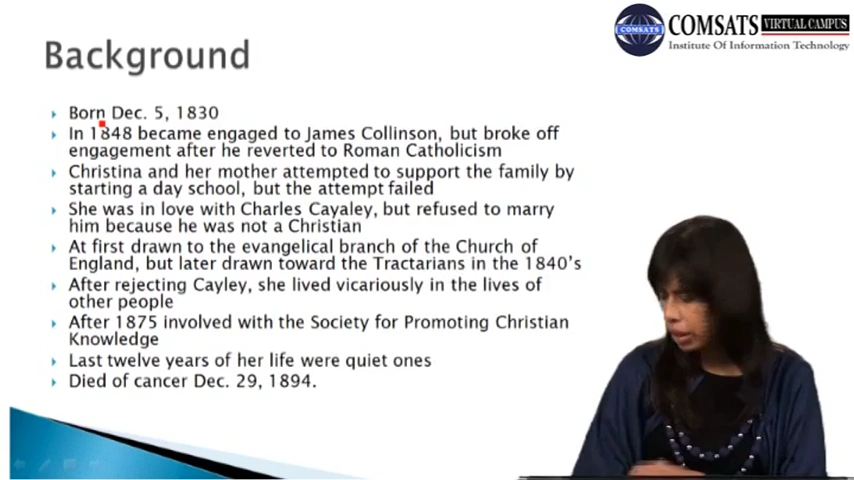 COMSATS VIRTUAL CAMPUS
COMSATS
Institute Of Information Technology
Background
Born Dec. 5, 1830
In 1848 became engaged to James Collinson, but broke off
engagement after he reverted to Roman Catholicism
Christina and her mother attempted to support the family by
starting a day school, but the attempt failed
She was in love with Charles Cayaley, but refused to marry
him because he was not a Christian
At first drawn to the evangelical branch of the Church of
England, but later drawn toward the Tractarians in the 1840's
After rejecting Cayley, she lived vicariously in the lives of
other people
After 1875 involved with the Society for Promoting Christian
Knowledge
Last twelve years of her life were quiet ones
Died of cancer Dec. 29, 1894.